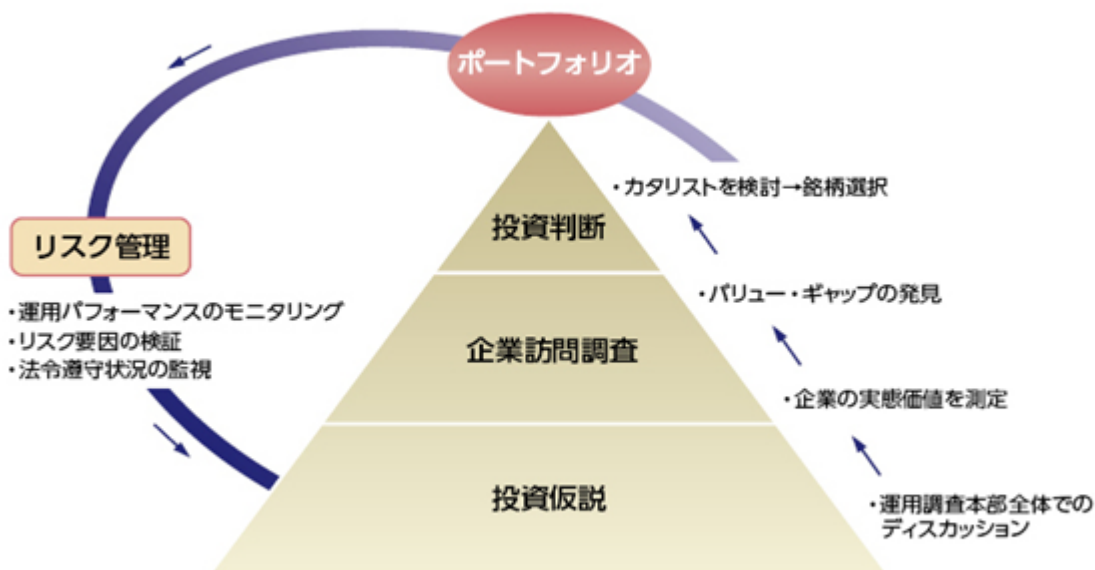 ポートフォリオ
・カタリストを検討→銘柄選択
投資判断
リスク管理
・バリュー・ギャップの発見
・運用パフォーマンスのモニタリング
・リスク要因の検証
・法令遵守状況の監視
企業訪問調査
・企業の実態価値を測定
投資仮説
・運用調査本部全体での
ディスカッション